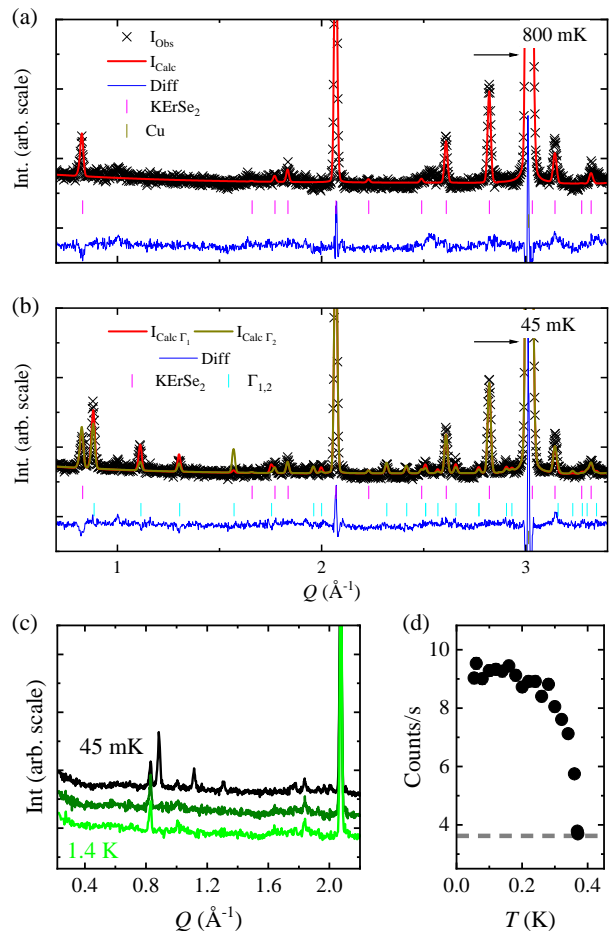 (a)
800 mK
I_Obs
I_Calc
Diff
KErSe₂
Cu
Int. (arb. scale)
(b)
45 mK
I_Calc Γ₁ I_Calc Γ₂
Diff
KErSe₂ Γ₁,₂
Int. (arb. scale)
1 2 3
Q (Å⁻¹)
(c)
45 mK
1.4 K
Int (arb. scale)
0.4 0.8 1.2 1.6 2.0
Q (Å⁻¹)
(d)
10
8
6
4
Counts/s
0.0 0.2 0.4
T (K)